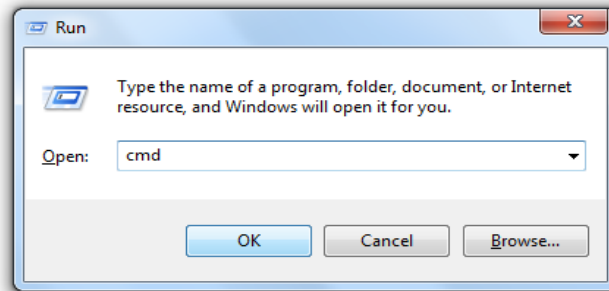 Run
Type the name of a program, folder, document, or Internet
resource, and Windows will open it for you.
Open: cmd
OK Cancel Browse...